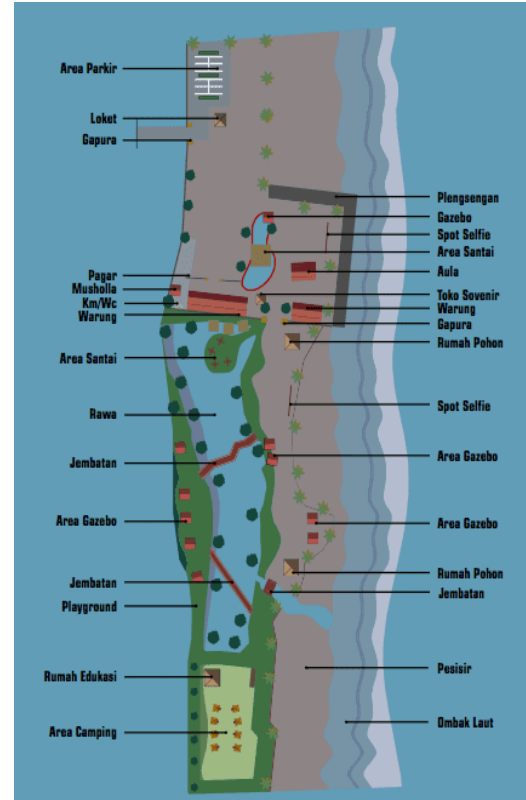 Area Parkir
Loket
Gapura
Pagar
Musholla
Km/Wc
Warung
Area Santai
Rawa
Jembatan
Area Gazebo
Jembatan
Playground
Rumah Edukasi
Area Camping
Plengsengan
Gazebo
Spot Selfie
Area Santai
Aula
Toko Sovenir
Warung
Gapura
Rumah Pohon
Spot Selfie
Area Gazebo
Area Gazebo
Rumah Pohon
Jembatan
Pesisir
Ombak Laut